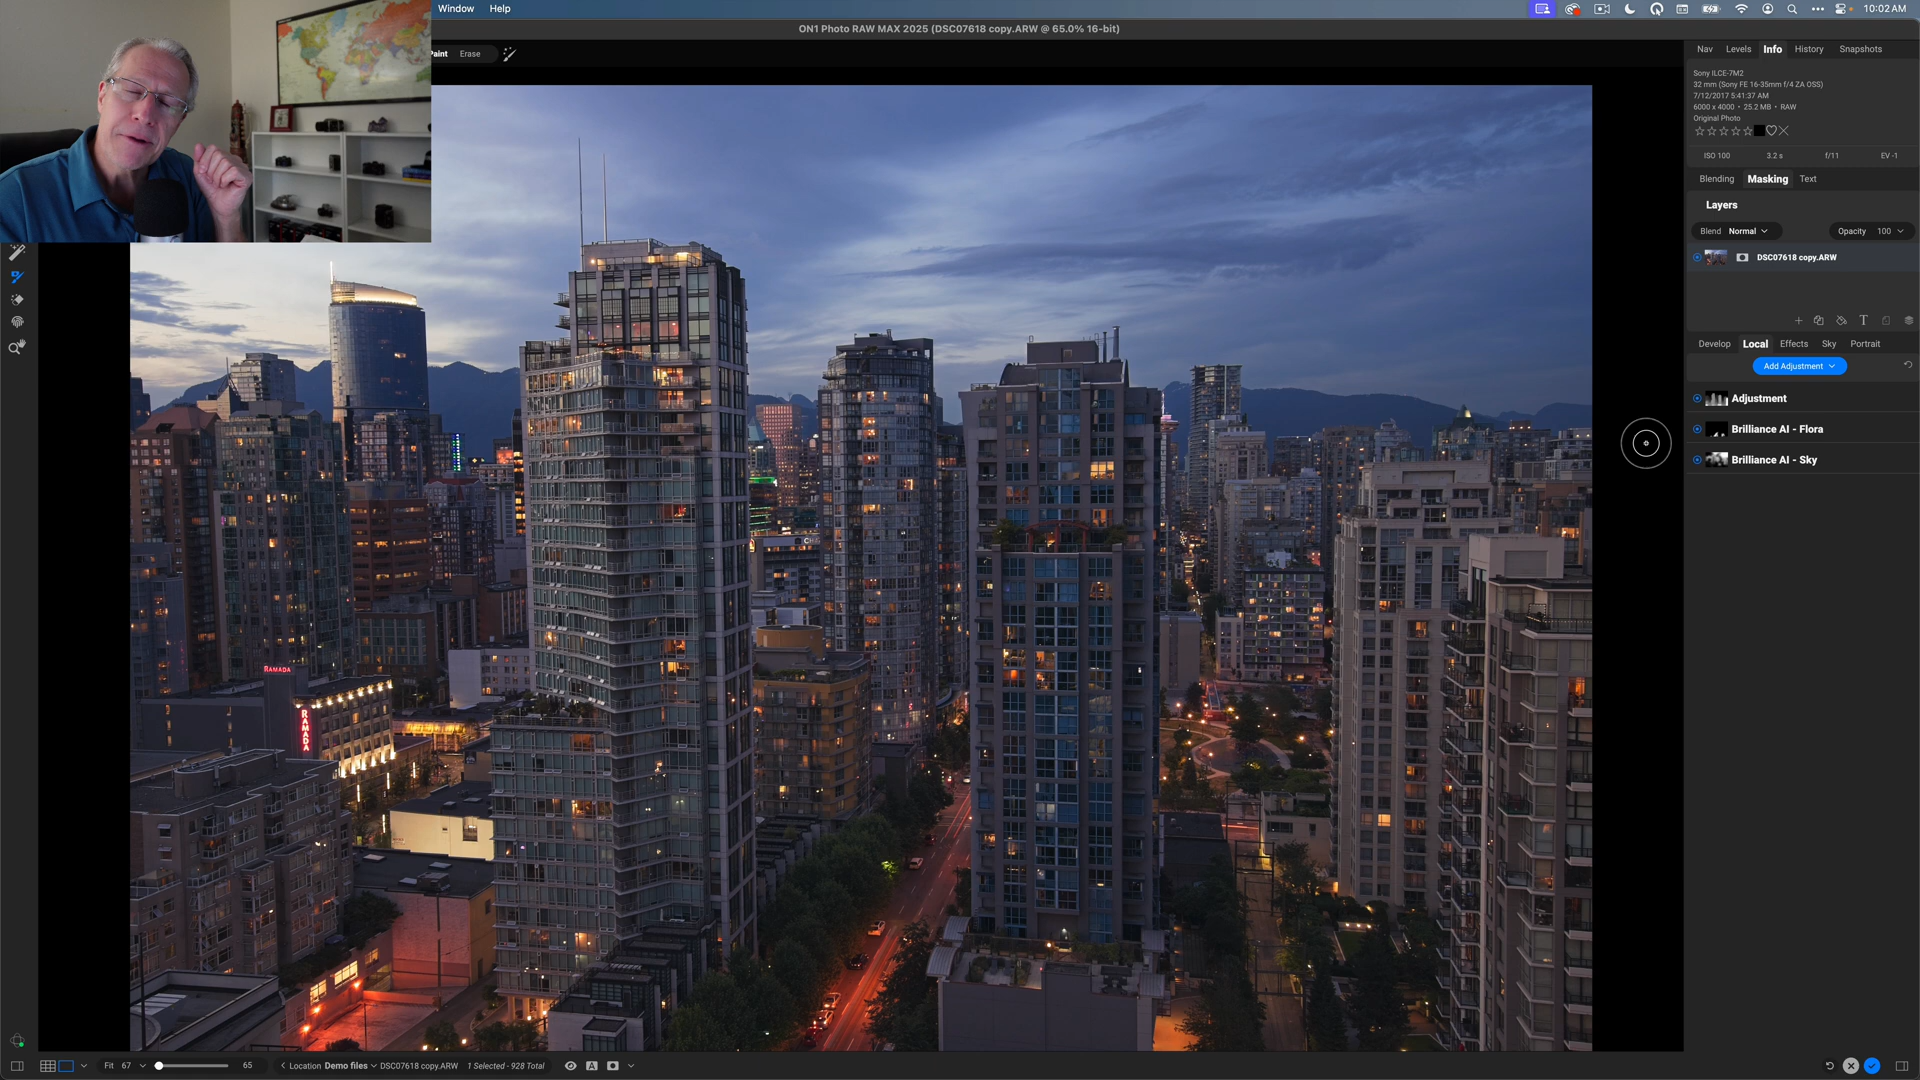 Window Help
10:02AM
ON1 Photo RAW MAX 2025 (DSC07618 copy.ARW @ 65.0% 16-bit)
Paint Erase
Nav Levels Info History Snapshots
Sony ILCE-7M2
32 mm (Sony FE 16-35mm f/4 ZA OSS)
7/12/2017 5:41:37 AM
6000 x 4000 • 25.2 MB • RAW
Original Photo
ISO 100 3.2 s f/11 EV -1
Blending Masking Text
Layers
Blend Normal Opacity 100
DSC07618 copy.ARW
T
Develop Local Effects Sky Portrait
Add Adjustment
Adjustment
Brilliance AI - Flora
Brilliance AI - Sky
RAMADA
RAMADA
Fit 67 65 Location Demo files DSC07618 copy.ARW 1 Selected - 928 Total A